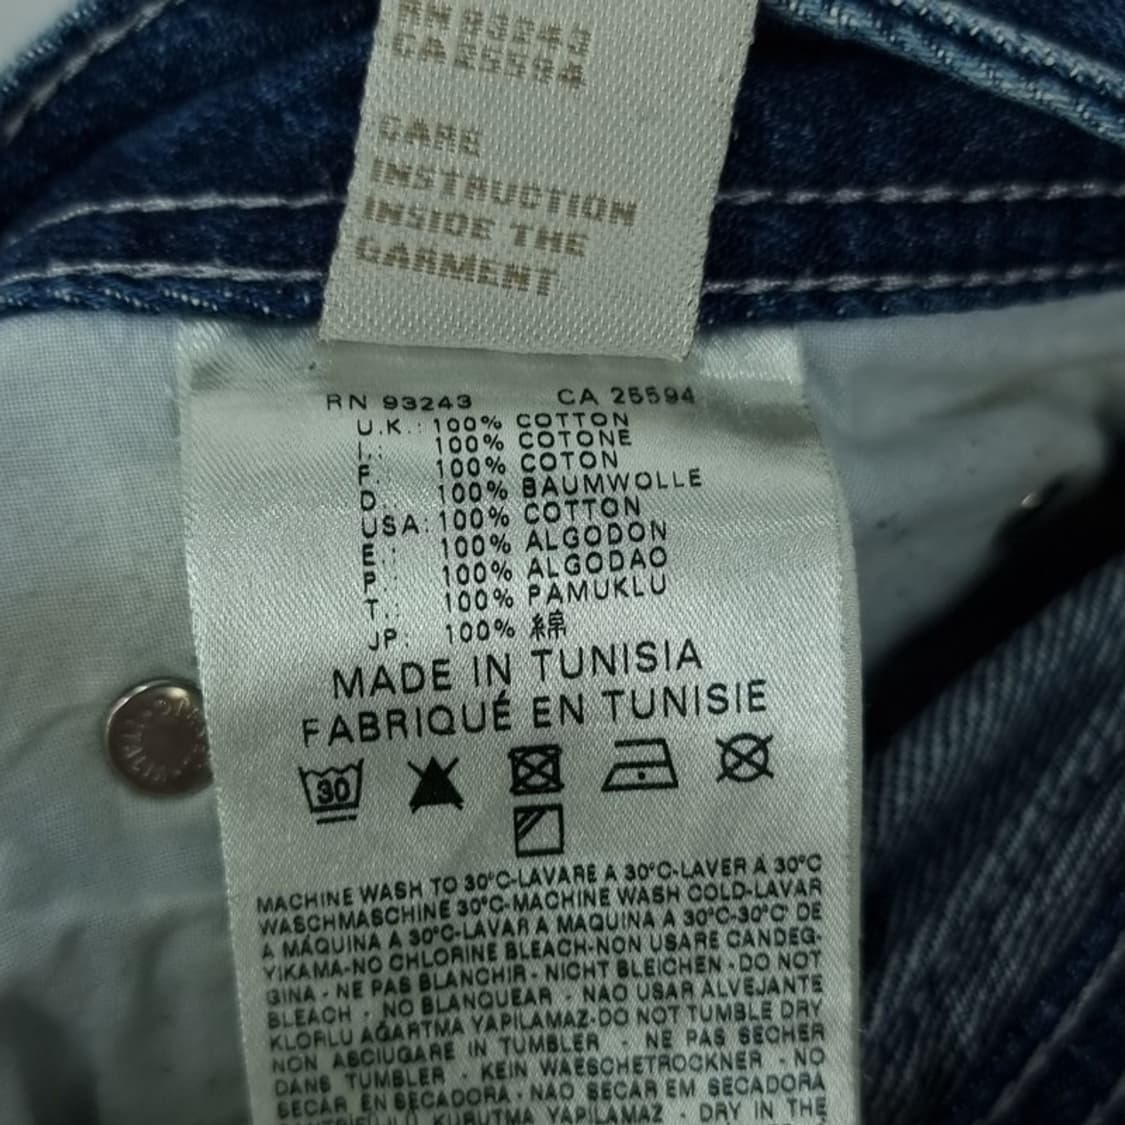 RN 93243
CA 25594
CARE
INSTRUCTION
INSIDE THE
GARMENT
RN 93243 CA 25594
U.K.: 100% COTTON
I.: 100% COTONE
F.: 100% COTON
D. 100% BAUMWOLLE
USA: 100% COTTON
E.: 100% ALGODON
P.: 100% ALGODAO
T.: 100% PAMUKLU
JP: 100% 綿
MADE IN TUNISIA
FABRIQUÉ EN TUNISIE
30
MACHINE WASH TO 30°C-LAVARE A 30°C-LAVER A 30°C
WASCHMASCHINE 30°C-MACHINE WASH COLD-LAVAR
A MÁQUINA A 30°C-LAVAR A MAQUINA A 30°C-30°C' DE
YIKAMA-NO CHLORINE BLEACH-NON USARE CANDEG-
GINA - NE PAS BLANCHIR - NICHT BLEICHEN - DO NOT
BLEACH - NO BLANQUEAR - NAO USAR ALVEJANTE
KLORLU AĞARTMA YAPILAMAZ-DO NOT TUMBLE DRY
NON ASCIUGARE IN TUMBLER - NE PAS SECHER
DANS TUMBLER - KEIN WAESCHETROCKNER - NO
SECAR EN SECADORA - NAO SECAR EM SECADORA
KURUTMA YAPILAMAZ - DRY IN THE